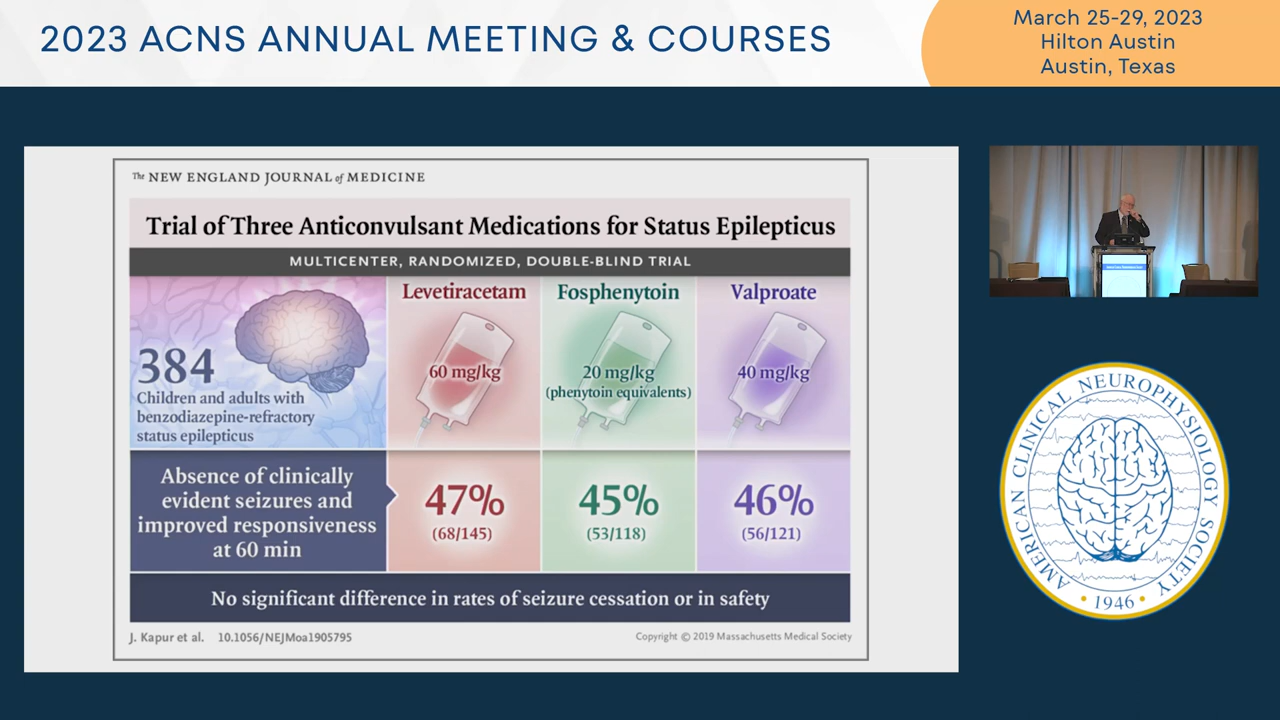 2023 ACNS ANNUAL MEETING & COURSES
March 25-29, 2023
Hilton Austin
Austin, Texas
The NEW ENGLAND JOURNAL of MEDICINE
Trial of Three Anticonvulsant Medications for Status Epilepticus
MULTICENTER, RANDOMIZED, DOUBLE-BLIND TRIAL
384
Children and adults with
benzodiazepine-refractory
status epilepticus
Levetiracetam
60 mg/kg
Fosphenytoin
20 mg/kg
(phenytoin equivalents)
Valproate
40 mg/kg
Absence of clinically
evident seizures and
improved responsiveness
at 60 min
47%
(68/145)
45%
(53/118)
46%
(56/121)
No significant difference in rates of seizure cessation or in safety
J. Kapur et al. 10.1056/NEJMoa1905795
Copyright © 2019 Massachusetts Medical Society
AMERICAN CLINICAL NEUROPHYSIOLOGY SOCIETY
• 1946 •